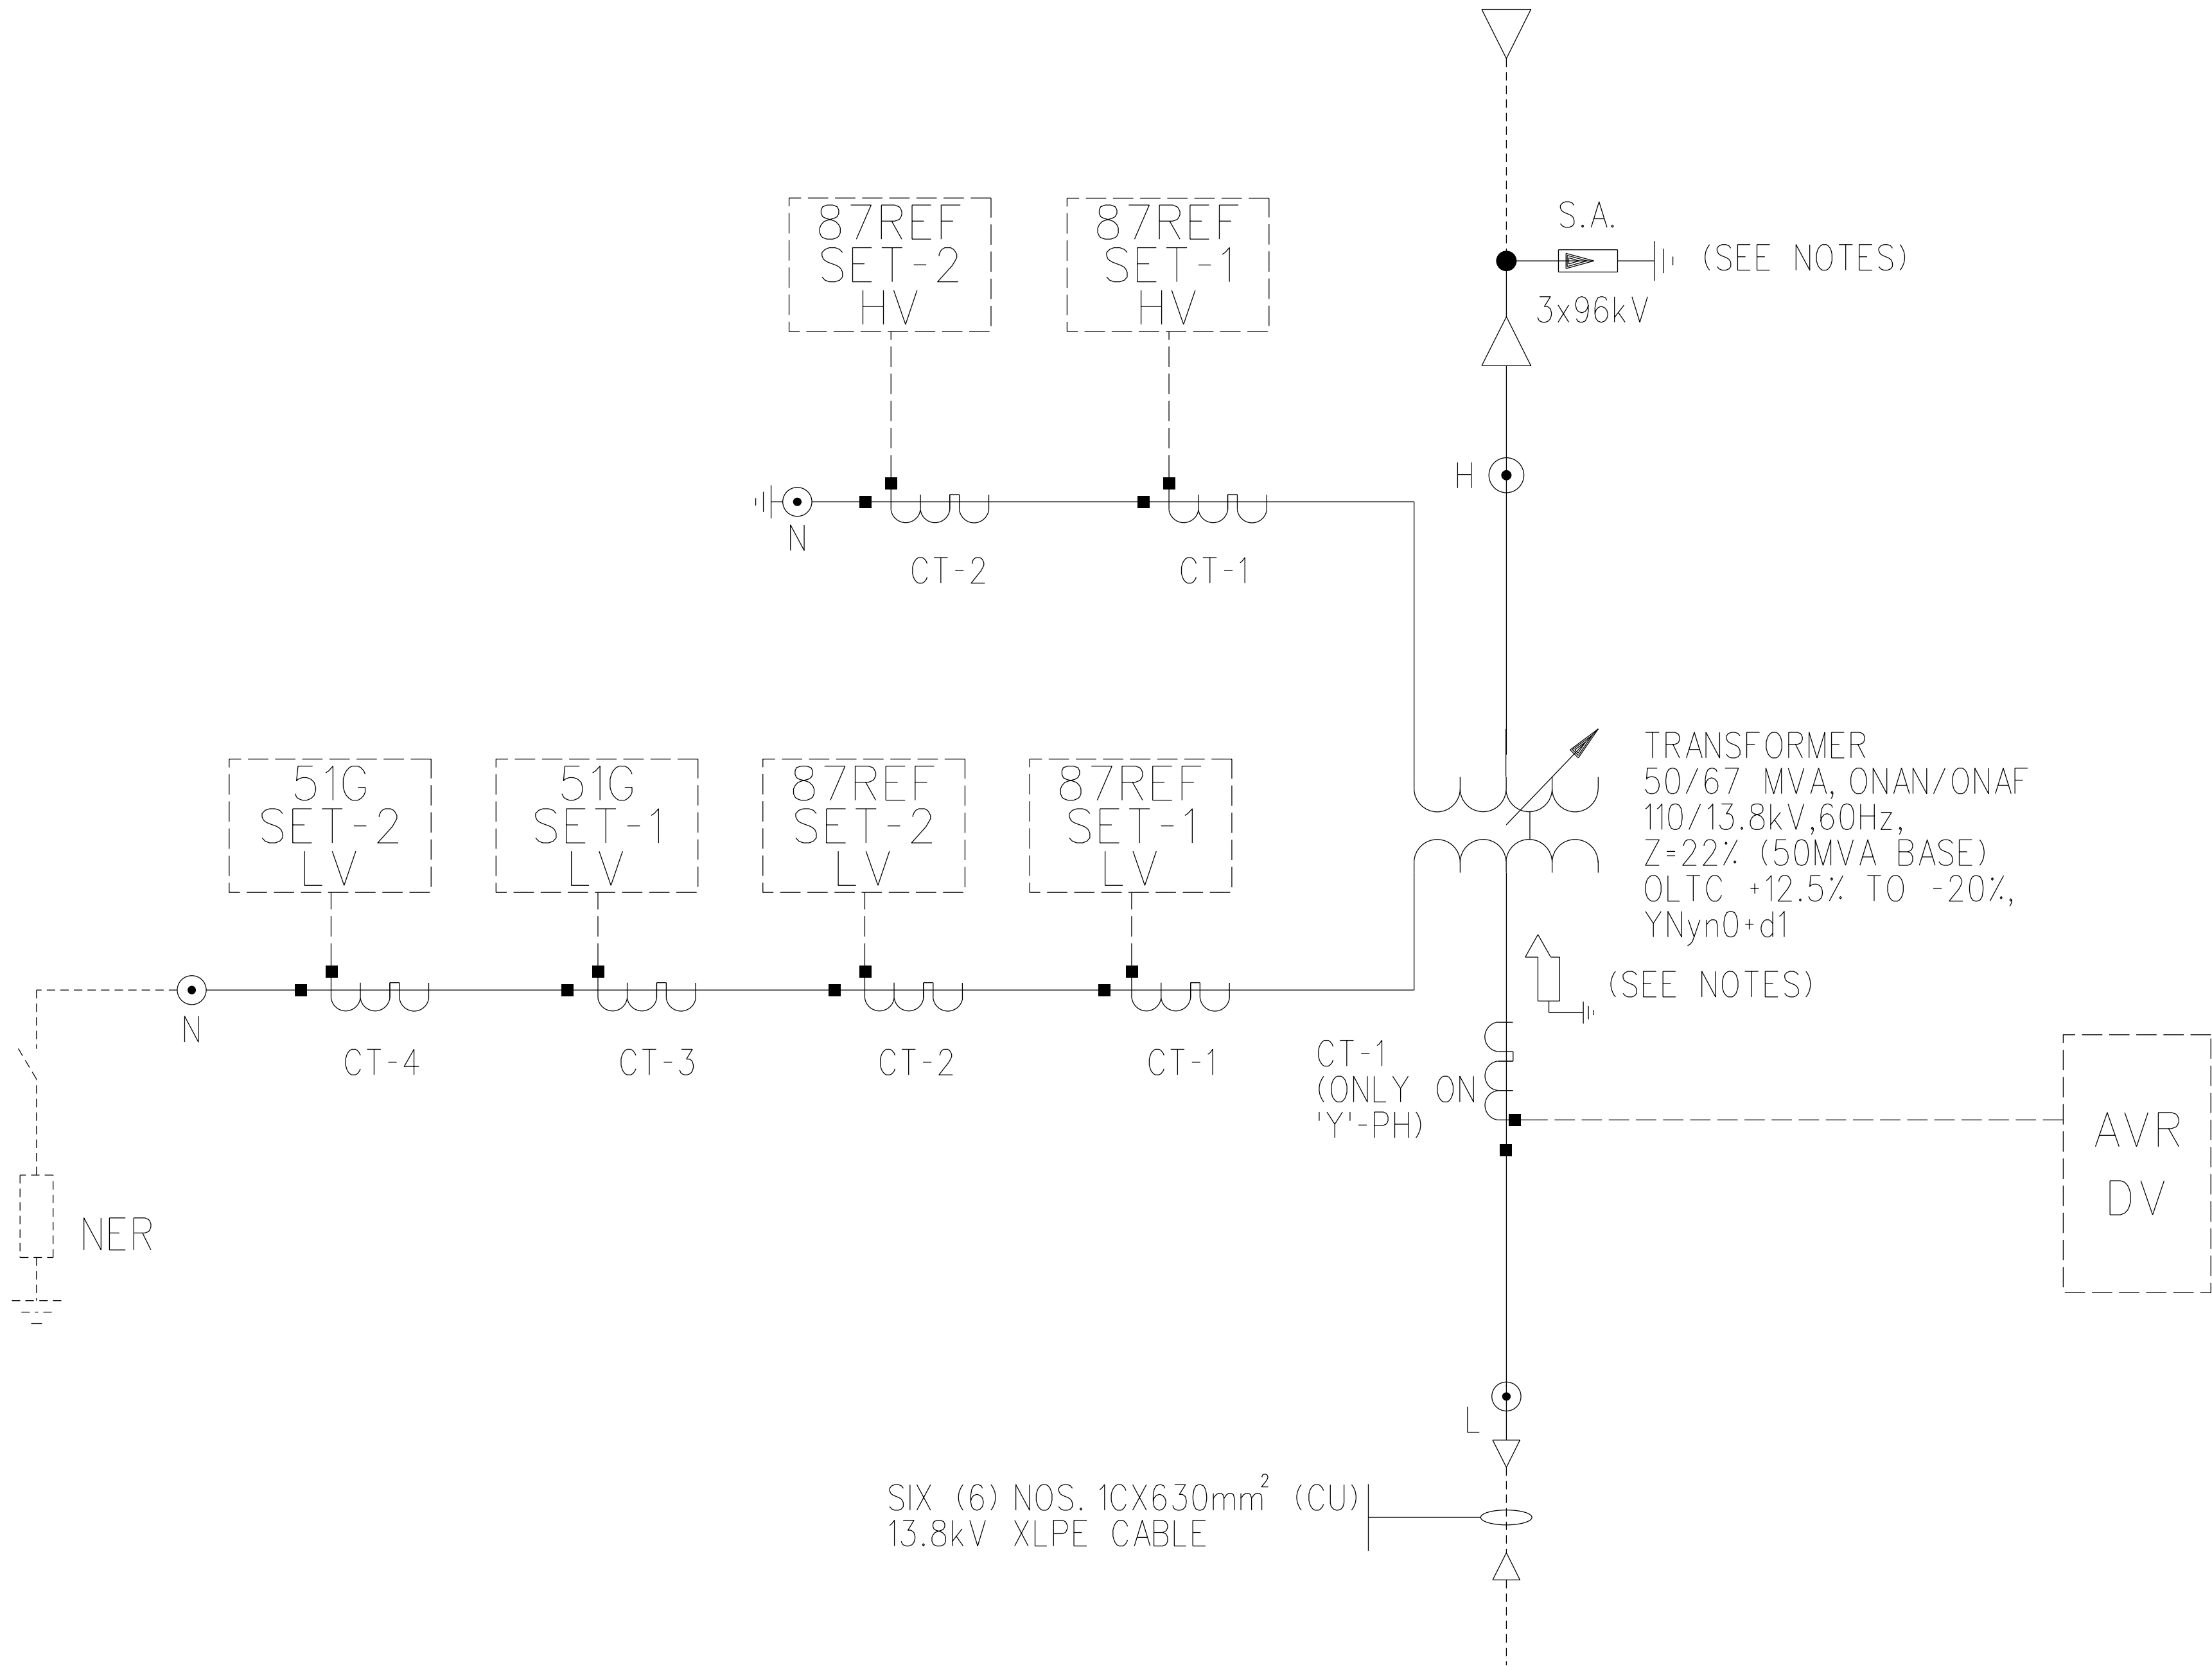 S.A.
(SEE NOTES)
3x96kV
87REF
SET-2
HV
87REF
SET-1
HV
H
N
CT-2
CT-1
TRANSFORMER
50/67 MVA, ONAN/ONAF
110/13.8kV,60Hz,
Z=22% (50MVA BASE)
OLTC +12.5% TO -20%,
YNyn0+d1
(SEE NOTES)
51G
SET-2
LV
51G
SET-1
LV
87REF
SET-2
LV
87REF
SET-1
LV
N
CT-4
CT-3
CT-2
CT-1
CT-1
(ONLY ON
'Y'-PH)
AVR
DV
NER
L
SIX (6) NOS. 1CX630mm² (CU)
13.8kV XLPE CABLE